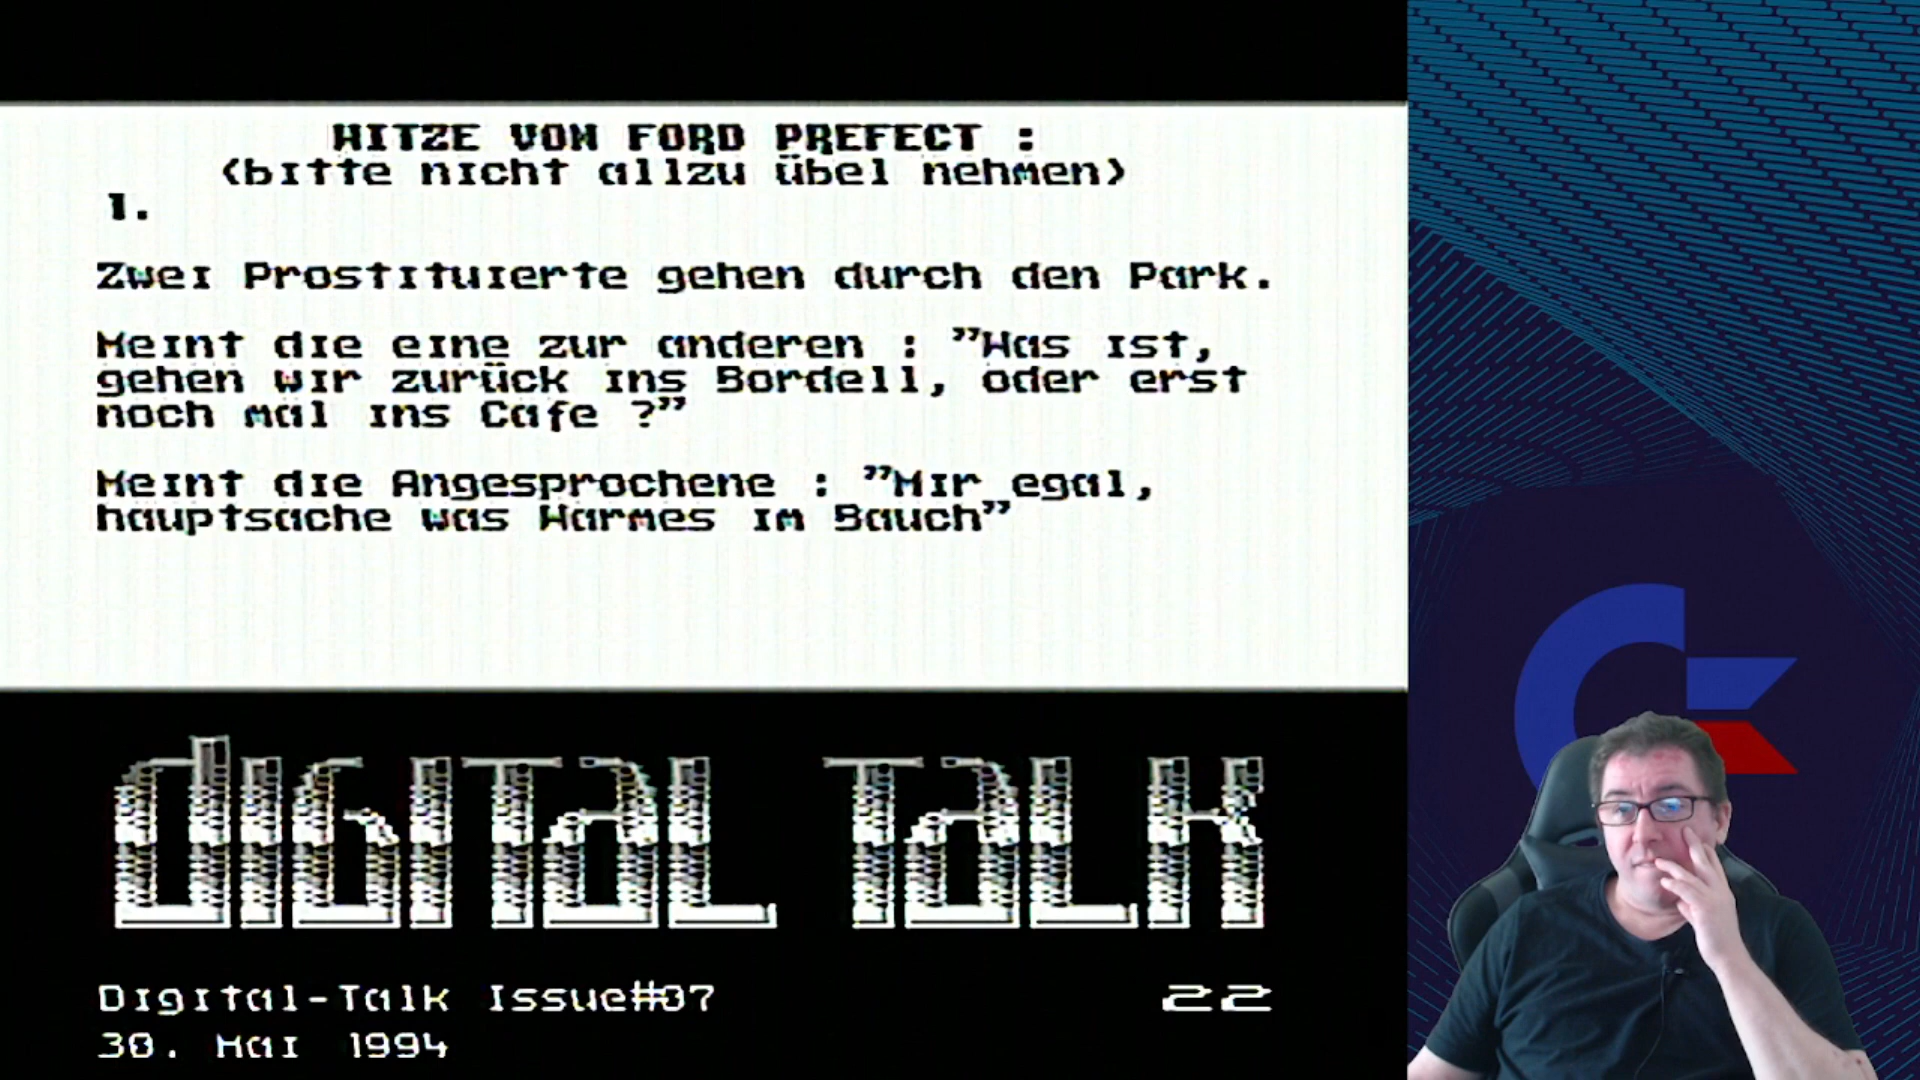 WITZE VON FORD PREFECT :
(bitte nicht allzu übel nehmen)
1.
Zwei Prostituierte gehen durch den Park.
Meint die eine zur anderen : "Was ist,
gehen wir zurück ins Bordell, oder erst
noch mal ins Cafe ?"
Meint die Angesprochene : "Mir egal,
hauptsache was Warmes im Bauch"
DIGITAL TALK
Digital-Talk Issue#07
22
30. Mai 1994